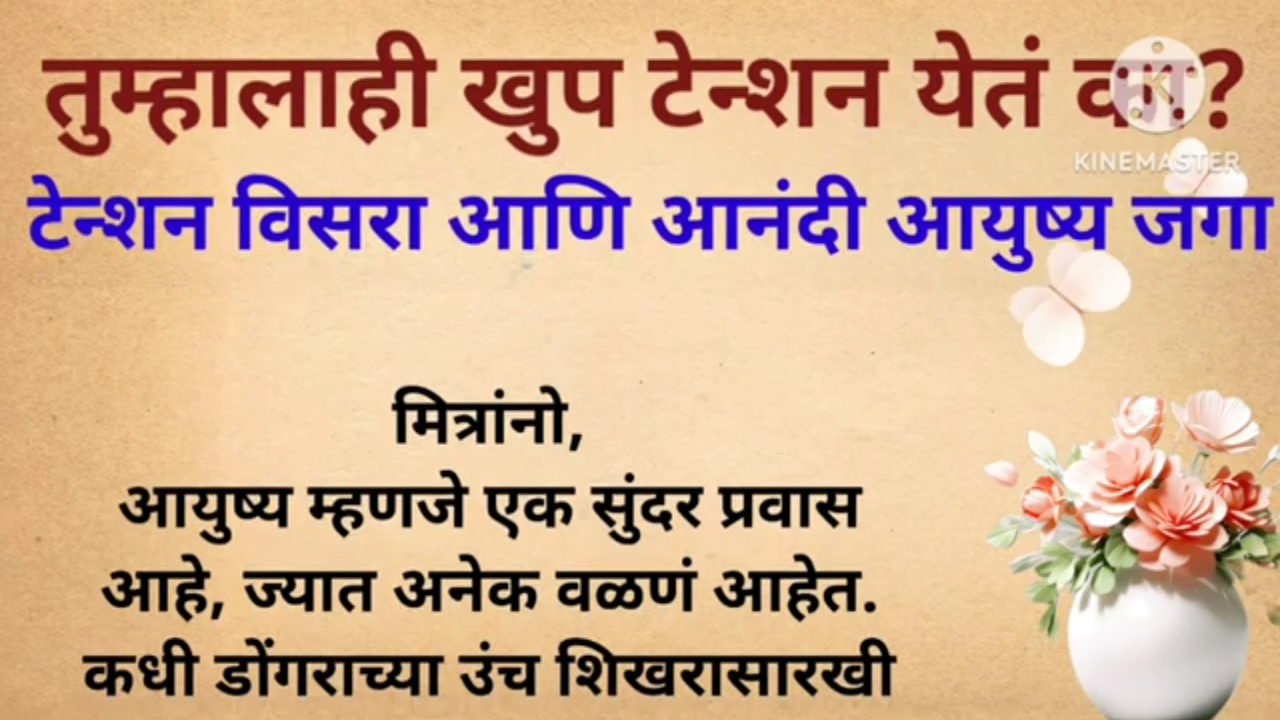 तुम्हालाही खुप टेन्शन येतं का?
KINEMASTER
टेन्शन विसरा आणि आनंदी आयुष्य जगा
मित्रांनो,
आयुष्य म्हणजे एक सुंदर प्रवास
आहे, ज्यात अनेक वळणं आहेत.
कधी डोंगराच्या उंच शिखरासारखी